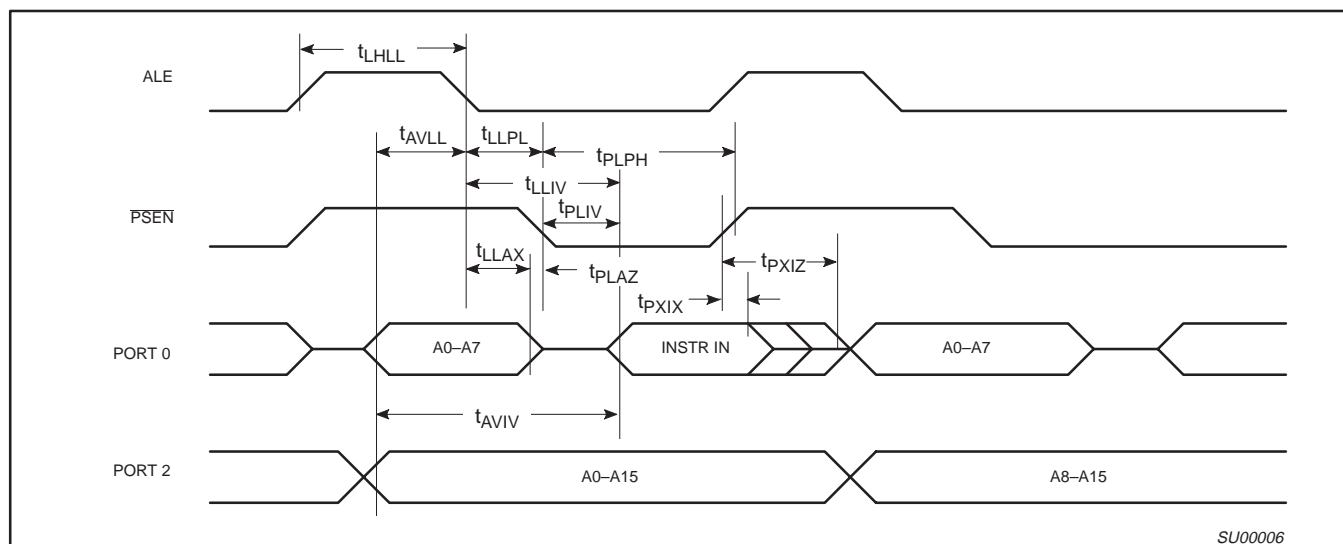 tLHLL
ALE
tAVLL
tLLPL
tPLPH
tLLIV
PSEN
tPLIV
tLLAX
tPLAZ
tPXIZ
tPXIX
PORT 0
A0–A7
INSTR IN
A0–A7
tAVIV
PORT 2
A0–A15
A8–A15
SU00006